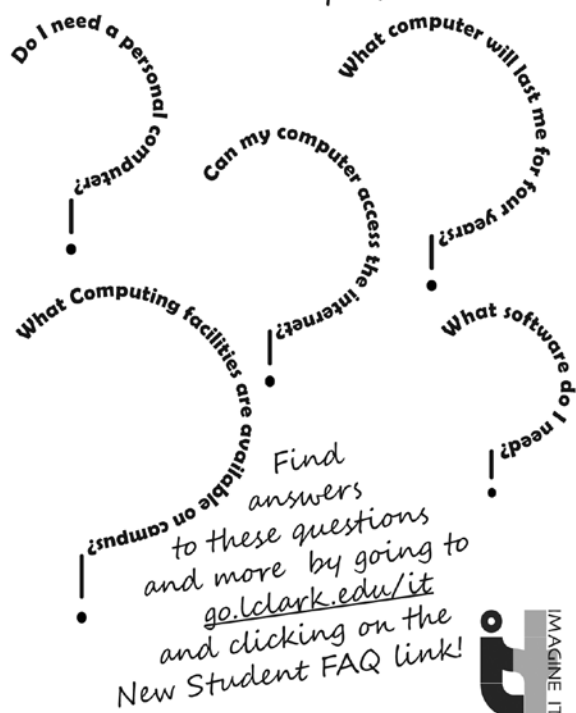 Do I need a personal computer?
What computer will last me for four years?
Can my computer access the internet?
What Computing facilities are available on campus?
What software do I need?
Find
answers
to these questions
and more by going to
go.lclark.edu/it
and clicking on the
New Student FAQ link!
IMAGINE IT